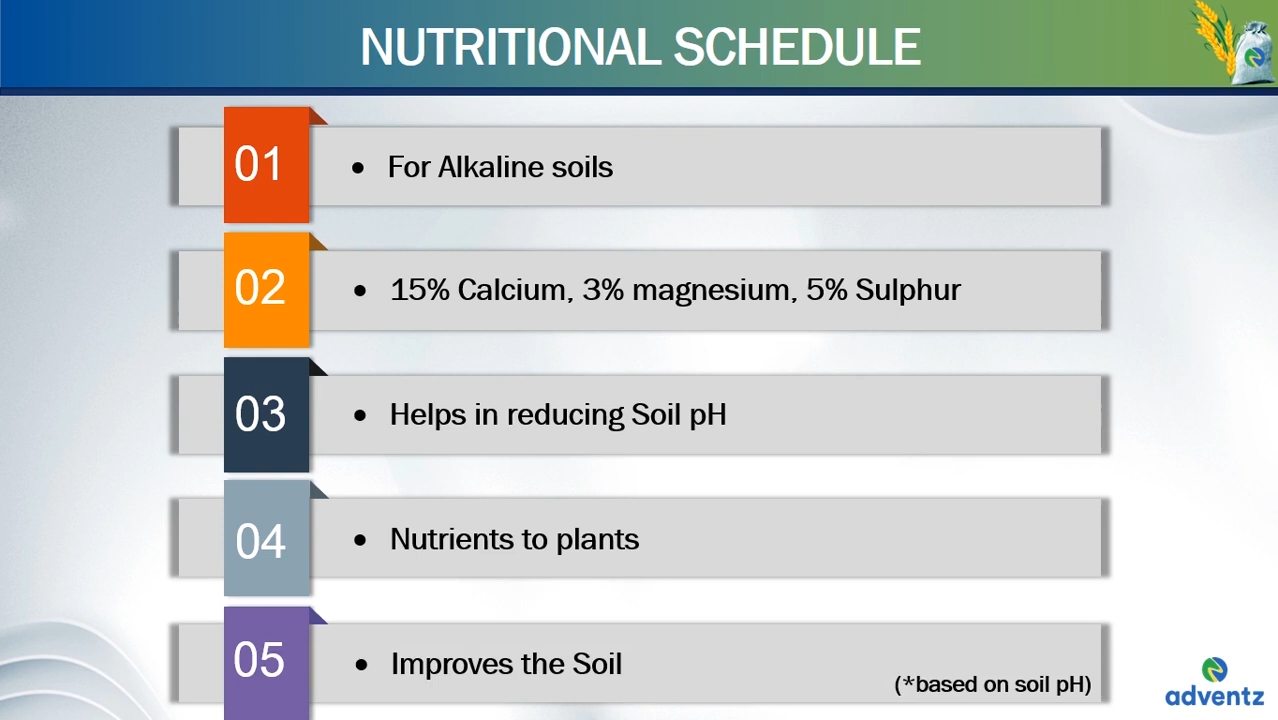 NUTRITIONAL SCHEDULE
01
• For Alkaline soils
02
• 15% Calcium, 3% magnesium, 5% Sulphur
03
• Helps in reducing Soil pH
04
• Nutrients to plants
05
• Improves the Soil
(*based on soil pH)
adventz